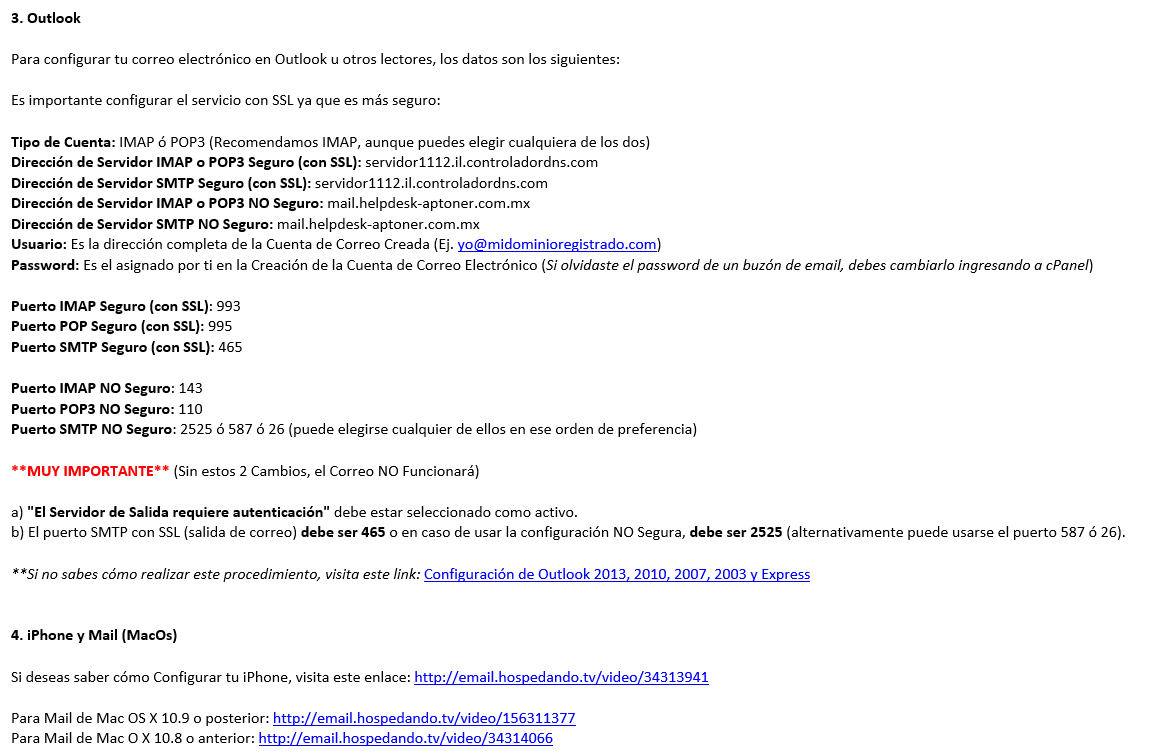 3. Outlook
Para configurar tu correo electrónico en Outlook u otros lectores, los datos son los siguientes:
Es importante configurar el servicio con SSL ya que es más seguro:
Tipo de Cuenta: IMAP ó POP3 (Recomendamos IMAP, aunque puedes elegir cualquiera de los dos)
Dirección de Servidor IMAP o POP3 Seguro (con SSL): servidor1112.il.controladordns.com
Dirección de Servidor SMTP Seguro (con SSL): servidor1112.il.controladordns.com
Dirección de Servidor IMAP o POP3 NO Seguro: mail.helpdesk-aptoner.com.mx
Dirección de Servidor SMTP NO Seguro: mail.helpdesk-aptoner.com.mx
Usuario: Es la dirección completa de la Cuenta de Correo Creada (Ej. yo@midominioregistrado.com)
Password: Es el asignado por ti en la Creación de la Cuenta de Correo Electrónico (Si olvidaste el password de un buzón de email, debes cambiarlo ingresando a cPanel)
Puerto IMAP Seguro (con SSL): 993
Puerto POP Seguro (con SSL): 995
Puerto SMTP Seguro (con SSL): 465
Puerto IMAP NO Seguro: 143
Puerto POP3 NO Seguro: 110
Puerto SMTP NO Seguro: 2525 ó 587 ó 26 (puede elegirse cualquier de ellos en ese orden de preferencia)
**MUY IMPORTANTE** (Sin estos 2 Cambios, el Correo NO Funcionará)
a) "El Servidor de Salida requiere autenticación" debe estar seleccionado como activo.
b) El puerto SMTP con SSL (salida de correo) debe ser 465 o en caso de usar la configuración NO Segura, debe ser 2525 (alternativamente puede usarse el puerto 587 ó 26).
**Si no sabes cómo realizar este procedimiento, visita este link: Configuración de Outlook 2013, 2010, 2007, 2003 y Express
4. iPhone y Mail (MacOs)
Si deseas saber cómo Configurar tu iPhone, visita este enlace: http://email.hospedando.tv/video/34313941
Para Mail de Mac OS X 10.9 o posterior: http://email.hospedando.tv/video/156311377
Para Mail de Mac O X 10.8 o anterior: http://email.hospedando.tv/video/34314066